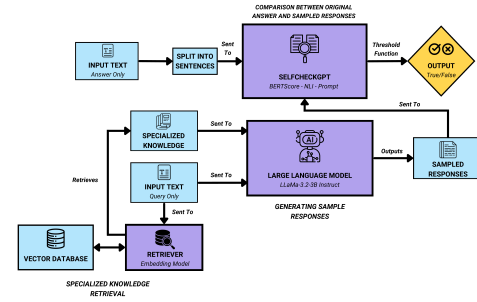 COMPARISON BETWEEN ORIGINAL
ANSWER AND SAMPLED RESPONSES
INPUT TEXT
Answer Only
SPLIT INTO
SENTENCES
Sent
To
SELFCHECKGPT
BERTScore - NLI - Prompt
Threshold
Function
OUTPUT
True/False
Sent To
SPECIALIZED
KNOWLEDGE
Sent To
AI
LARGE LANGUAGE MODEL
LLaMa-3.2-3B Instruct
Outputs
SAMPLED
RESPONSES
Retrieves
INPUT TEXT
Query Only
Sent To
Sent To
GENERATING SAMPLE
RESPONSES
VECTOR DATABASE
RETRIEVER
Embedding Model
SPECIALIZED KNOWLEDGE
RETRIEVAL